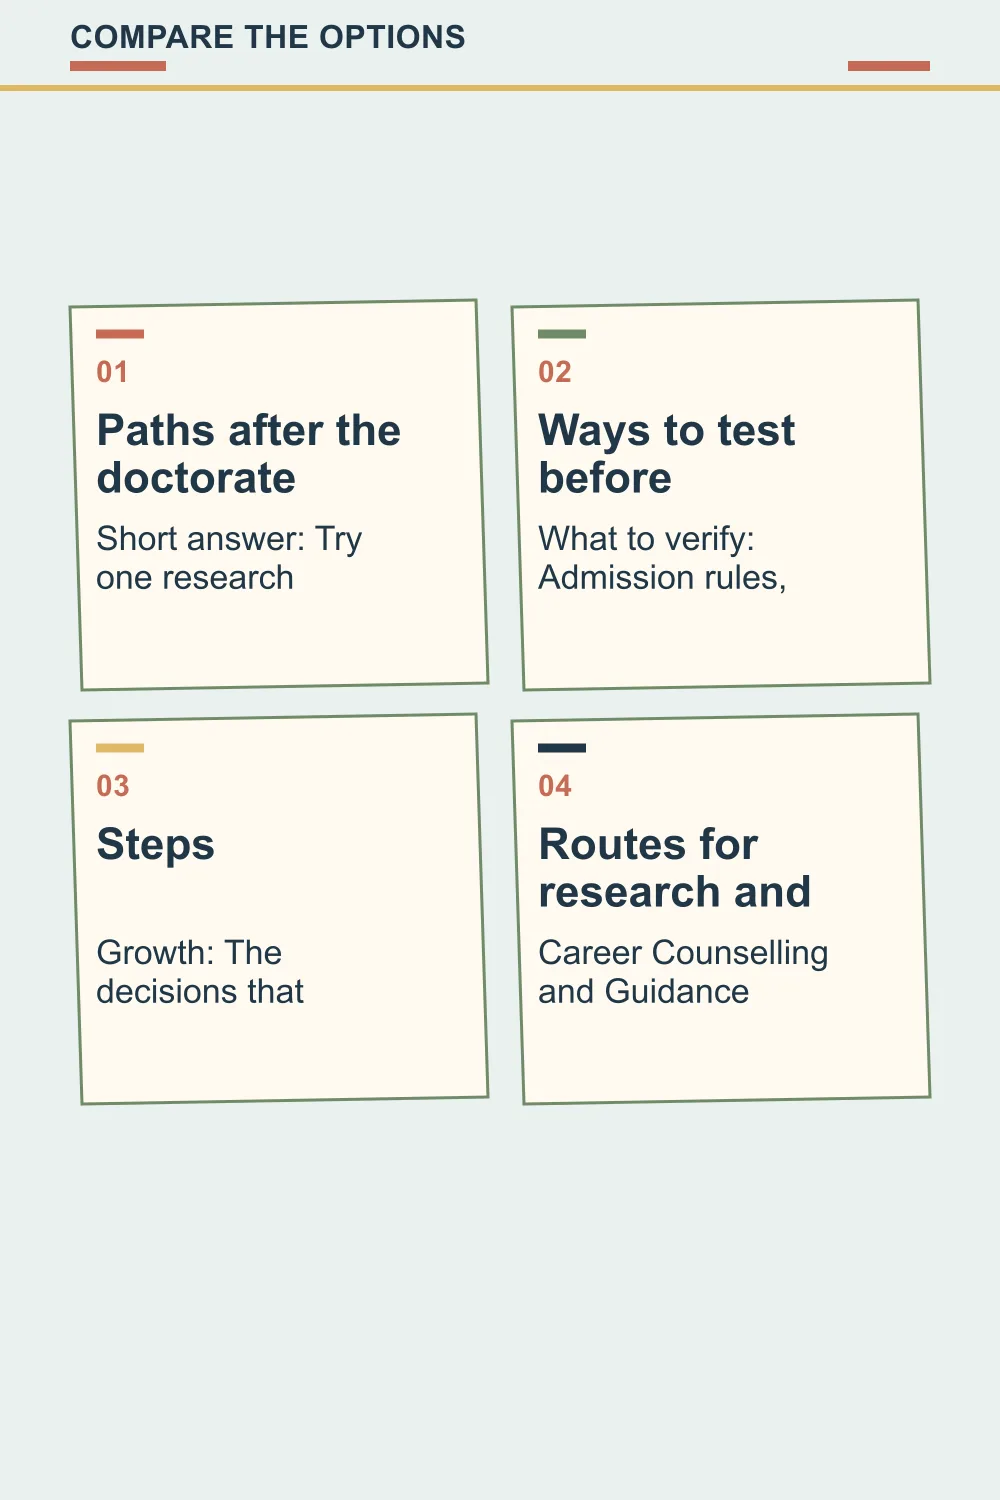 COMPARE THE OPTIONS
01
Paths after the
doctorate
Short answer: Try
one research
02
Ways to test
before
What to verify:
Admission rules,
03
Steps
Growth: The
decisions that
04
Routes for
research and
Career Counselling
and Guidance